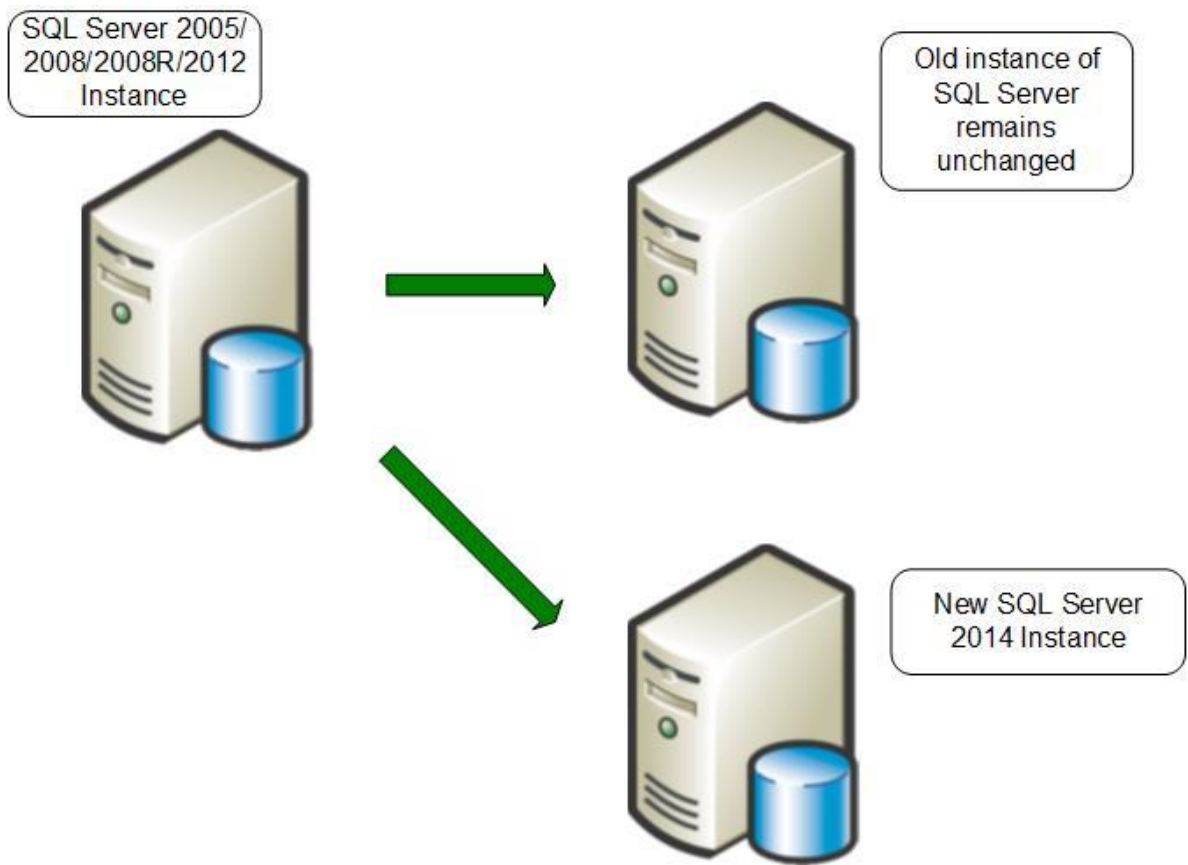 SQL Server 2005/
2008/2008R/2012
Instance
Old instance of
SQL Server
remains
unchanged
New SQL Server
2014 Instance